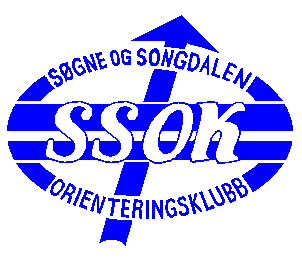 SØGNE OG SONGDALEN
SSOK
ORIENTERINGSKLUBB